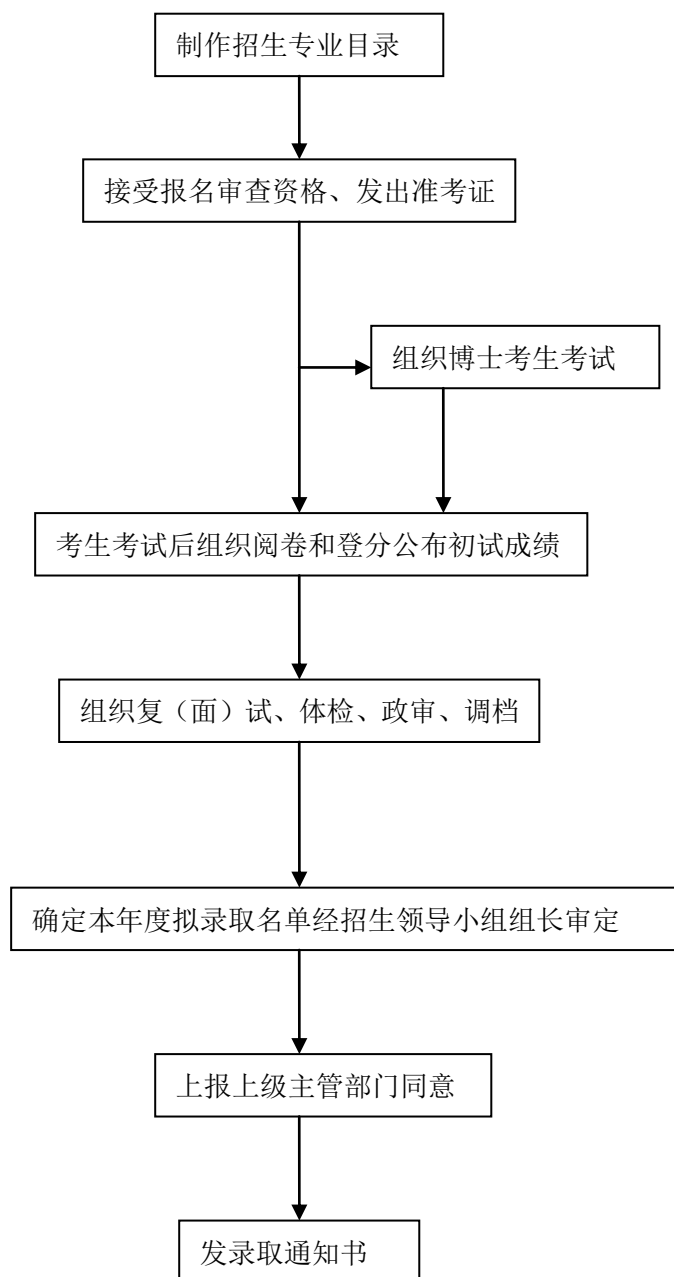 制作招生专业目录
接受报名审查资格、发出准考证
组织博士考生考试
考生考试后组织阅卷和登分公布初试成绩
组织复（面）试、体检、政审、调档
确定本年度拟录取名单经招生领导小组组长审定
上报上级主管部门同意
发录取通知书